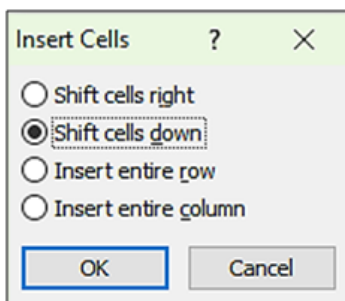 Insert Cells ?
Shift cells right
Shift cells down
Insert entire row
Insert entire column
OK Cancel